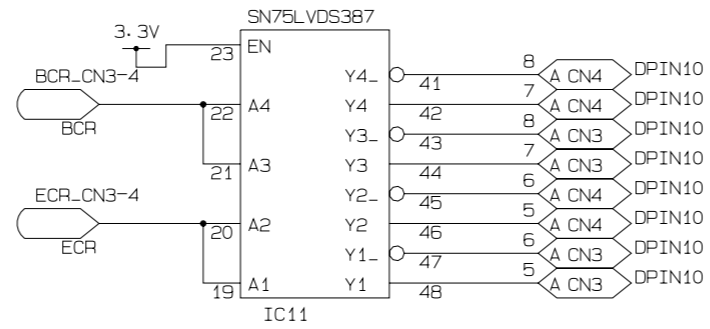 SN75LVDS387
3.3V
23 EN
BCR_CN3-4
BCR
22 A4
21 A3
ECR_CN3-4
ECR
20 A2
19 A1
Y4_ 41 8 A CN4 DPIN10
Y4 42 7 A CN4 DPIN10
Y3_ 43 8 A CN3 DPIN10
Y3 44 7 A CN3 DPIN10
Y2_ 45 6 A CN4 DPIN10
Y2 46 5 A CN4 DPIN10
Y1_ 47 6 A CN3 DPIN10
Y1 48 5 A CN3 DPIN10
IC11